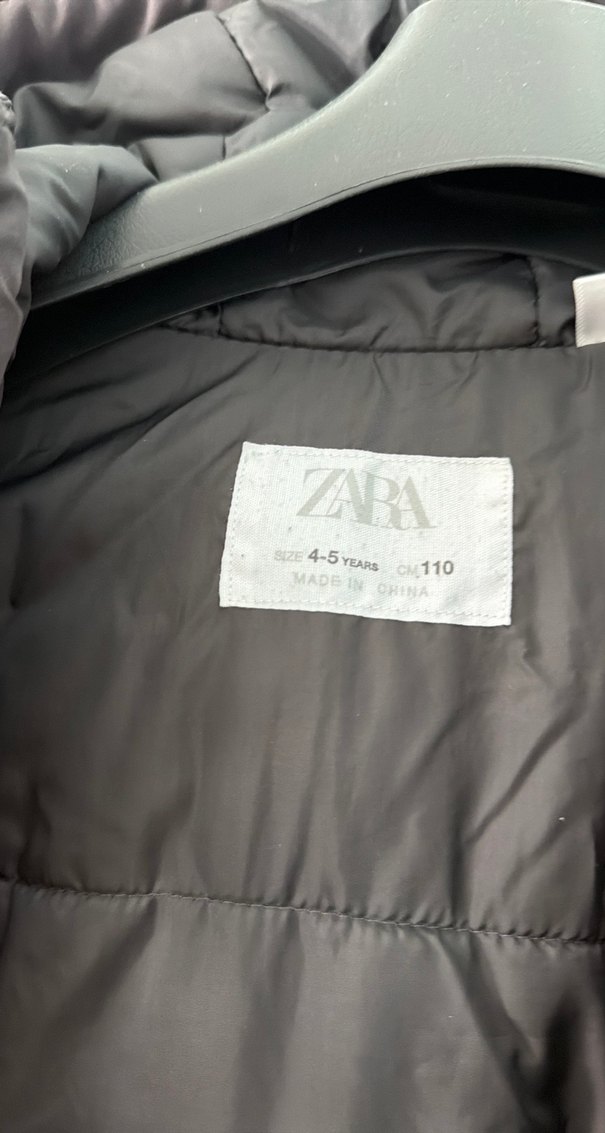 ZARA
SIZE 4-5 YEARS CM 110
MADE IN CHINA